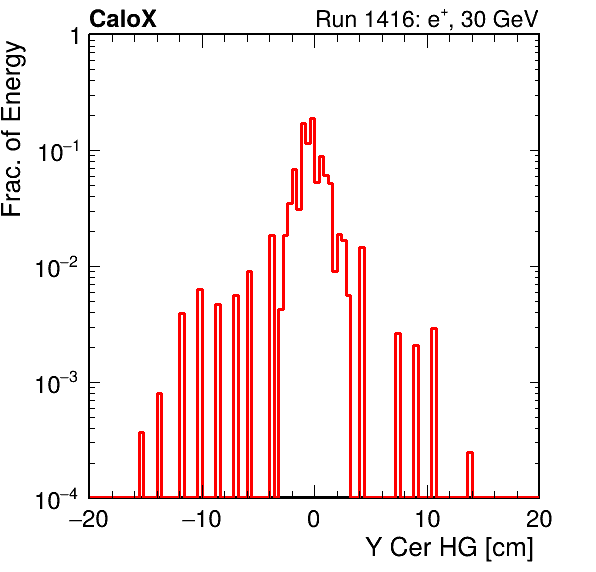 CaloX Run 1416: e⁺, 30 GeV
Frac. of Energy
1
10⁻¹
10⁻²
10⁻³
10⁻⁴
−20 −10 0 10 20
Y Cer HG [cm]